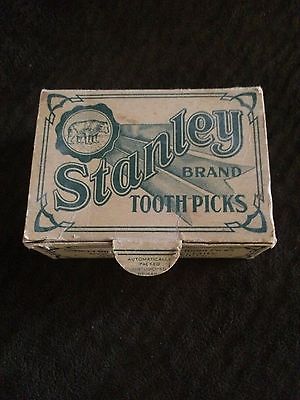 Stanley
BRAND
TOOTH PICKS
AUTOMATICALLY
PACKED